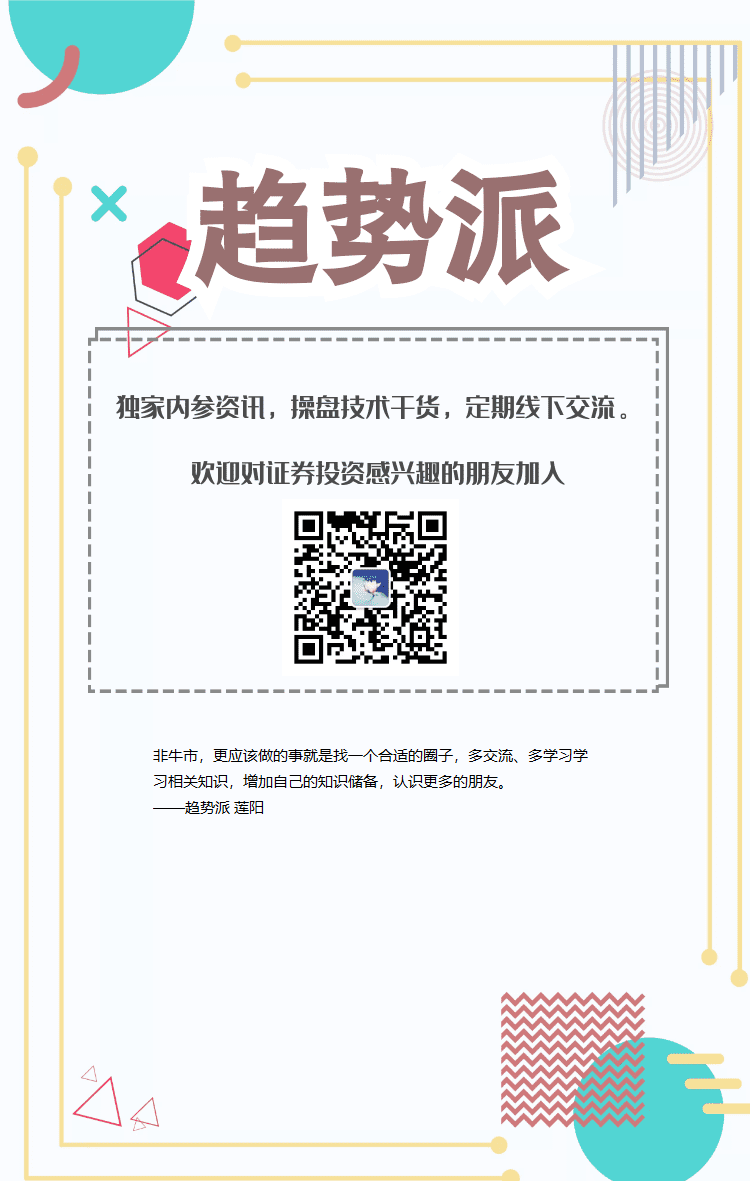 趋势派
独家内参资讯，操盘技术干货，定期线下交流。
欢迎对证券投资感兴趣的朋友加入
非牛市，更应该做的事就是找一个合适的圈子，多交流、多学习学
习相关知识，增加自己的知识储备，认识更多的朋友。
——趋势派 莲阳